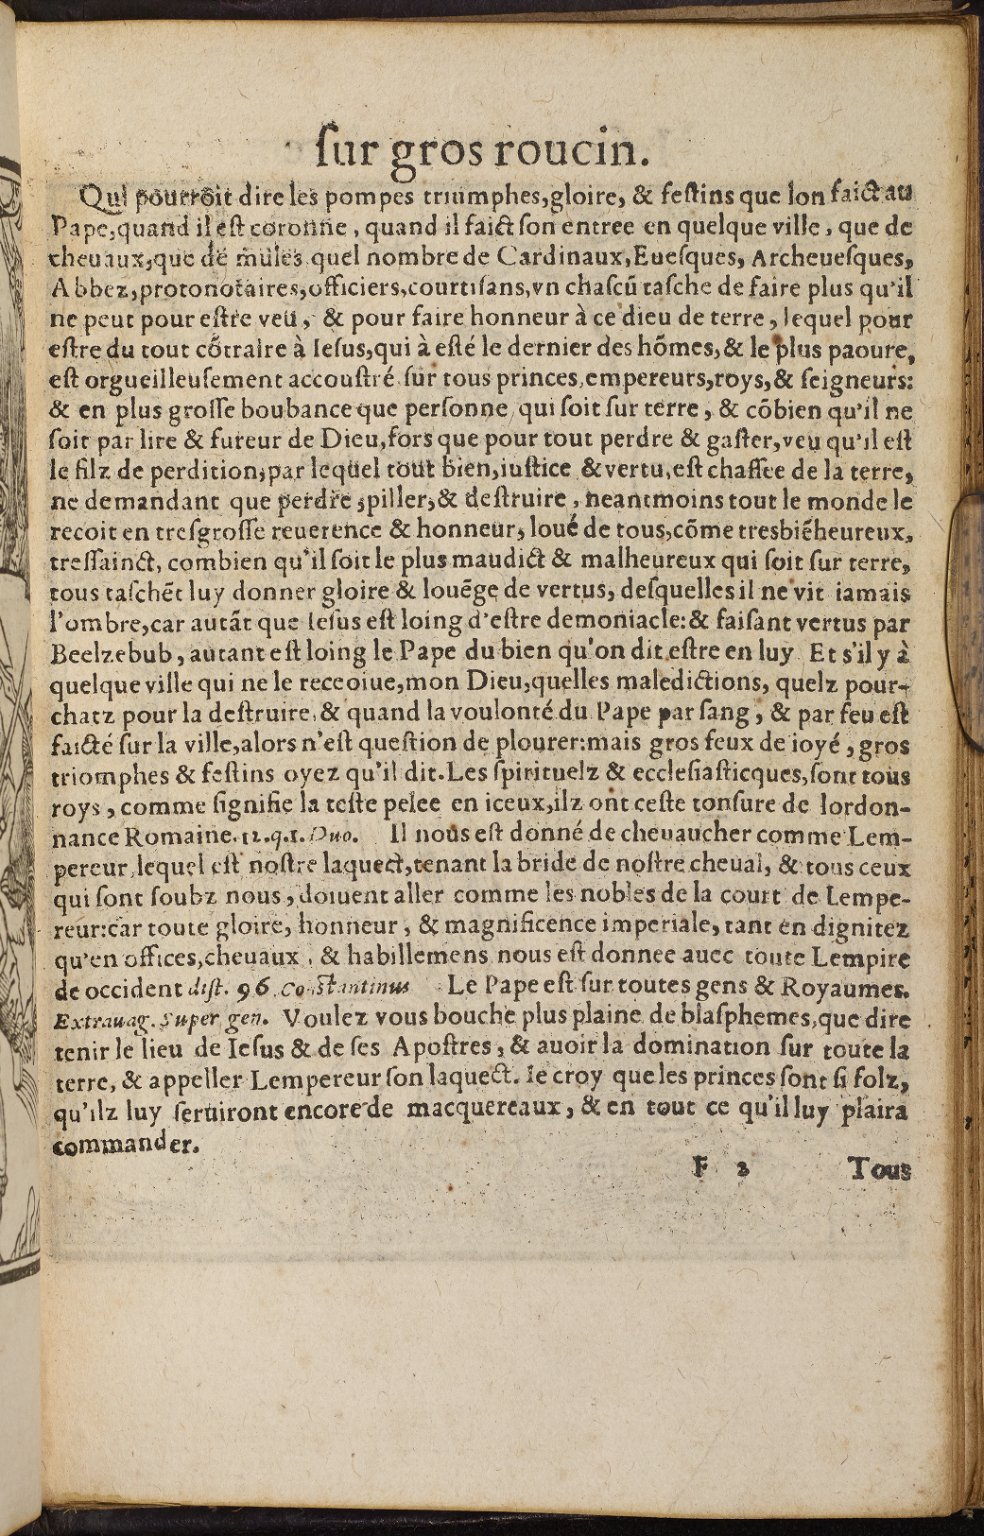 ſur gros roucin.
Qui pourroit dire les pompes triumphes,gloire, & feſtins que lon faict au
Pape,quand il eſt coronne, quand il faict ſon entree en quelque ville, que de
cheuaux,que de mules quel nombre de Cardinaux,Eueſques, Archeueſques,
Abbez,protonotaires,officiers,courtiſans,vn chaſcū taſche de faire plus qu'il
ne peut pour eſtre veu, & pour faire honneur à ce dieu de terre, lequel pour
eſtre du tout cōtraire à Ieſus,qui à eſté le dernier des hōmes,& le plus paoure,
eſt orgueilleuſement accouſtré ſur tous princes,empereurs,roys,& ſeigneurs:
& en plus groſſe boubance que perſonne qui ſoit ſur terre, & cōbien qu'il ne
ſoit par lire & fureur de Dieu,fors que pour tout perdre & gaſter,veu qu'il eſt
le filz de perdition,par lequel tout bien,iuſtice & vertu,eſt chaſſee de la terre,
ne demandant que perdre,piller,& deſtruire, neantmoins tout le monde le
recoit en treſgroſſe reuerence & honneur, loué de tous,cōme tresbiēheureux,
treſſainct, combien qu'il ſoit le plus maudict & malheureux qui ſoit ſur terre,
tous taſchēt luy donner gloire & louēge de vertus, deſquelles il ne vit iamais
l'ombre,car autāt que Ieſus eſt loing d'eſtre demoniacle:& faiſant vertus par
Beelzebub, autant eſt loing le Pape du bien qu'on dit eſtre en luy Et s'il y à
quelque ville qui ne le receoiue,mon Dieu,quelles maledictions, quelz pour-
chatz pour la deſtruire, & quand la voulonté du Pape par ſang, & par feu eſt
faicté ſur la ville,alors n'eſt queſtion de plourer:mais gros feux de ioyé, gros
triomphes & feſtins oyez qu'il dit.Les ſpirituelz & eccleſiaſticques,ſont tous
roys, comme ſignifie la teſte pelee en iceux,ilz ont ceſte tonſure de lordon-
nance Romaine. 12.q.1. Duo. Il nous eſt donné de cheuaucher comme Lem-
pereur lequel eſt noſtre laquect,tenant la bride de noſtre cheual, & tous ceux
qui ſont ſoubz nous, doiuent aller comme les nobles de la court de Lempe-
reur:car toute gloire, honneur, & magnificence imperiale, tant en dignitez
qu'en offices,cheuaux, & habillemens nous eſt donnee auec toute Lempire
de occident diſt. 96. Conſtantinus Le Pape eſt ſur toutes gens & Royaumes.
Extrauag. Super gen. Voulez vous bouche plus plaine de blaſphemes,que dire
tenir le lieu de Ieſus & de ſes Apoſtres, & auoir la domination ſur toute la
terre, & appeller Lempereur ſon laquect. Ie croy que les princes ſont ſi folz,
qu'ilz luy ſeruiront encore de macquereaux, & en tout ce qu'il luy plaira
commander.
F 2 Tous